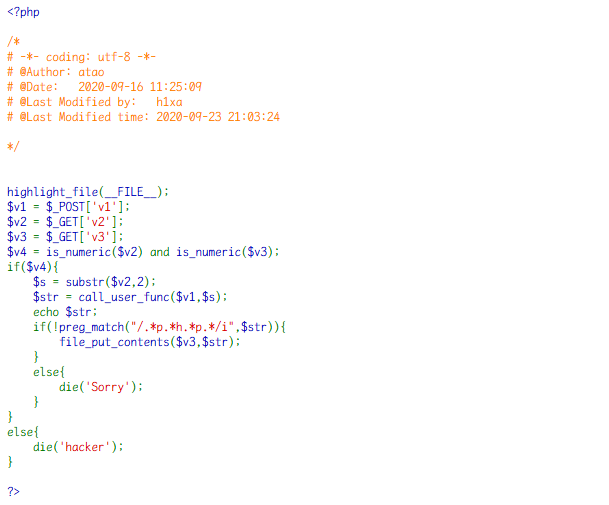 <?php
/*
# -*- coding: utf-8 -*-
# @Author: atao
# @Date:   2020-09-16 11:25:09
# @Last Modified by:   h1xa
# @Last Modified time: 2020-09-23 21:03:24
*/
highlight_file(__FILE__);
$v1 = $_POST['v1'];
$v2 = $_GET['v2'];
$v3 = $_GET['v3'];
$v4 = is_numeric($v2) and is_numeric($v3);
if($v4){
    $s = substr($v2,2);
    $str = call_user_func($v1,$s);
    echo $str;
    if(!preg_match("/.*p.*h.*p.*/i",$str)){
        file_put_contents($v3,$str);
    }
    else{
        die('Sorry');
    }
}
else{
    die('hacker');
}
?>